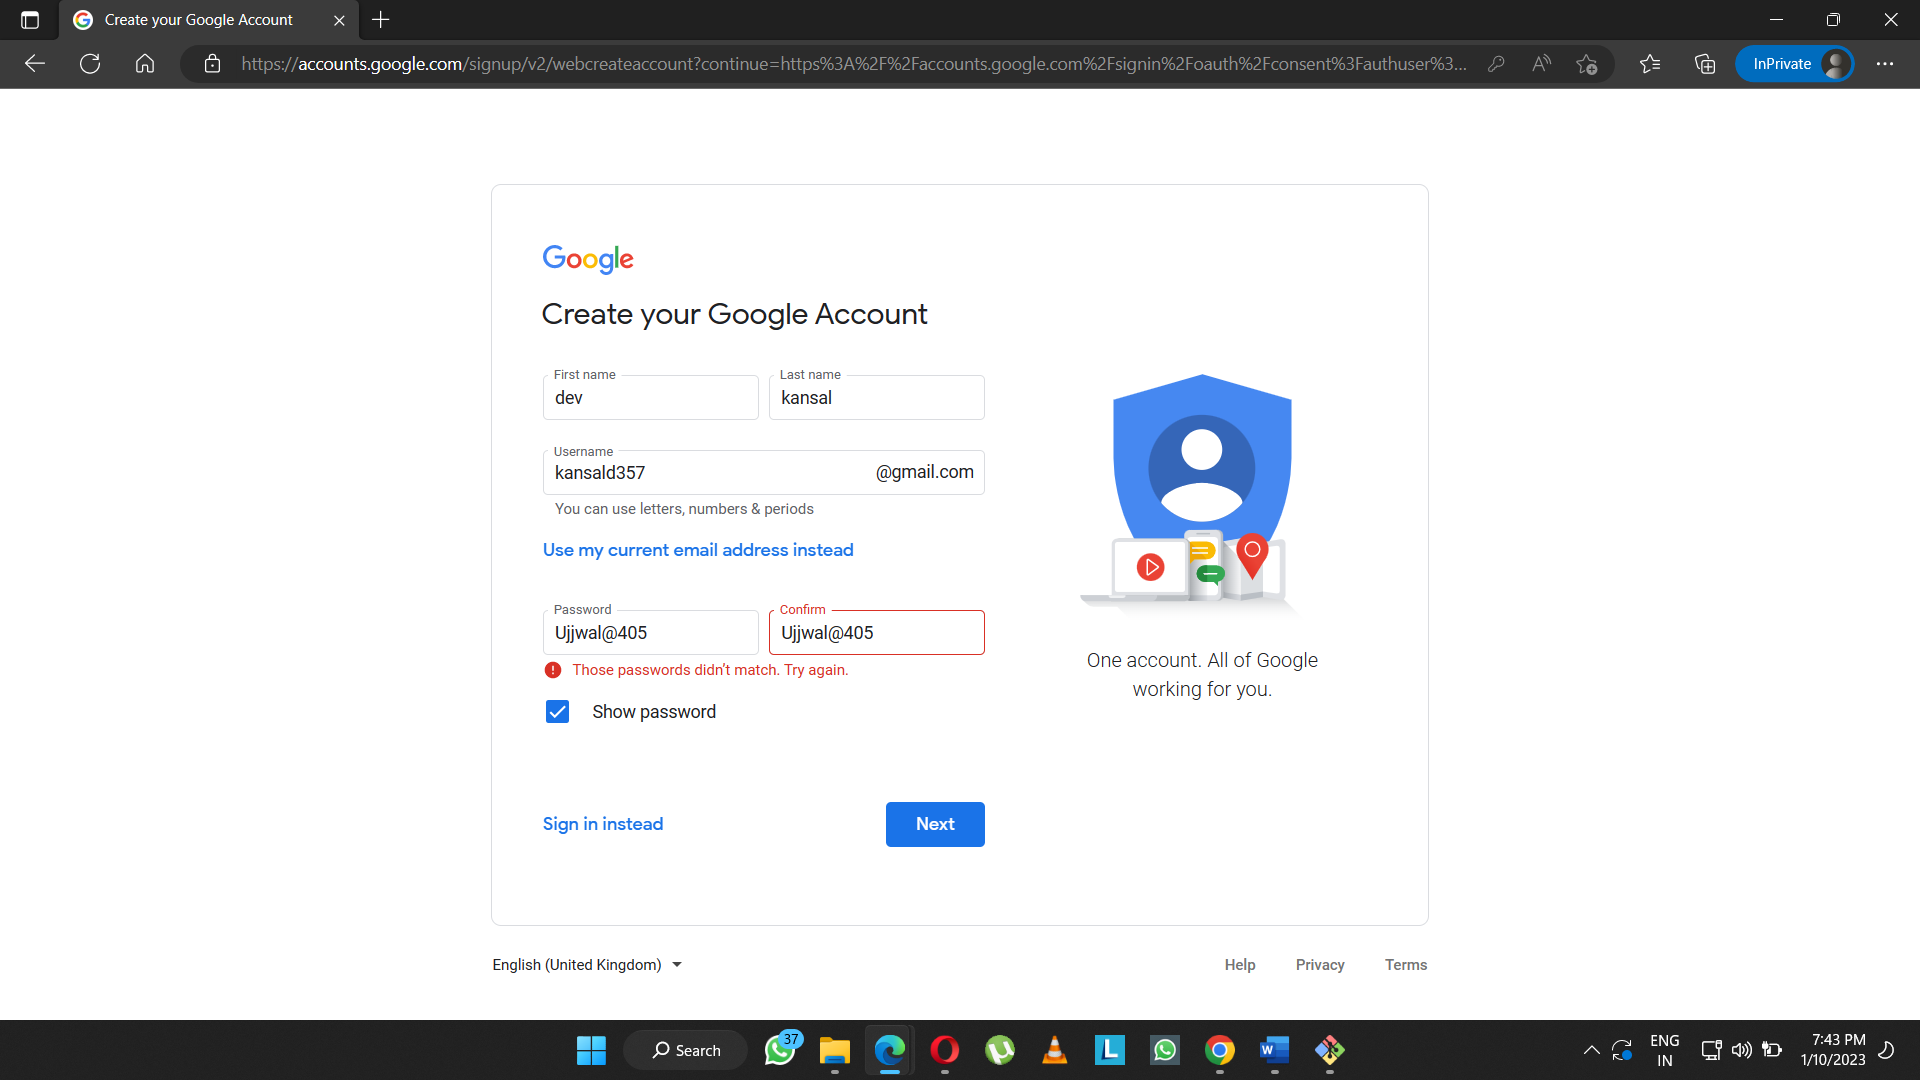 Create your Google Account
https://accounts.google.com/signup/v2/webcreateaccount?continue=https%3A%2F%2Faccounts.google.com%2Fsignin%2Foauth%2Fconsent%3Fauthuser%3...
InPrivate
Google
Create your Google Account
First name
Last name
dev
kansal
Username
kansald357
@gmail.com
You can use letters, numbers & periods
Use my current email address instead
Password
Confirm
Ujjwal@405
Ujjwal@405
Those passwords didn't match. Try again.
Show password
One account. All of Google
working for you.
Sign in instead
Next
English (United Kingdom)
Help
Privacy
Terms
Search
37
ENG
IN
7:43 PM
1/10/2023